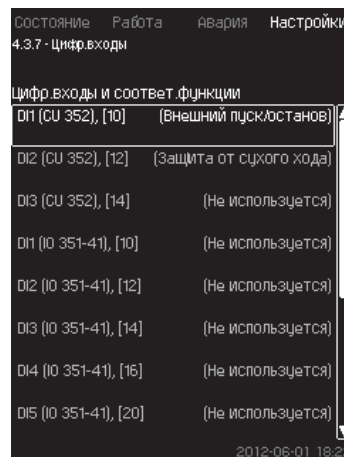 Состояние Работа Авария Настройки
4.3.7 - Цифр.входы
Цифр.входы и соответ.функции
DI1 (CU 352), [10] (Внешний пуск/останов)
DI2 (CU 352), [12] (Защита от сухого хода)
DI3 (CU 352), [14] (Не используется)
DI1 (IO 351-41), [10] (Не используется)
DI2 (IO 351-41), [12] (Не используется)
DI3 (IO 351-41), [14] (Не используется)
DI4 (IO 351-41), [16] (Не используется)
DI5 (IO 351-41), [20] (Не используется)
2012-06-01 18:2